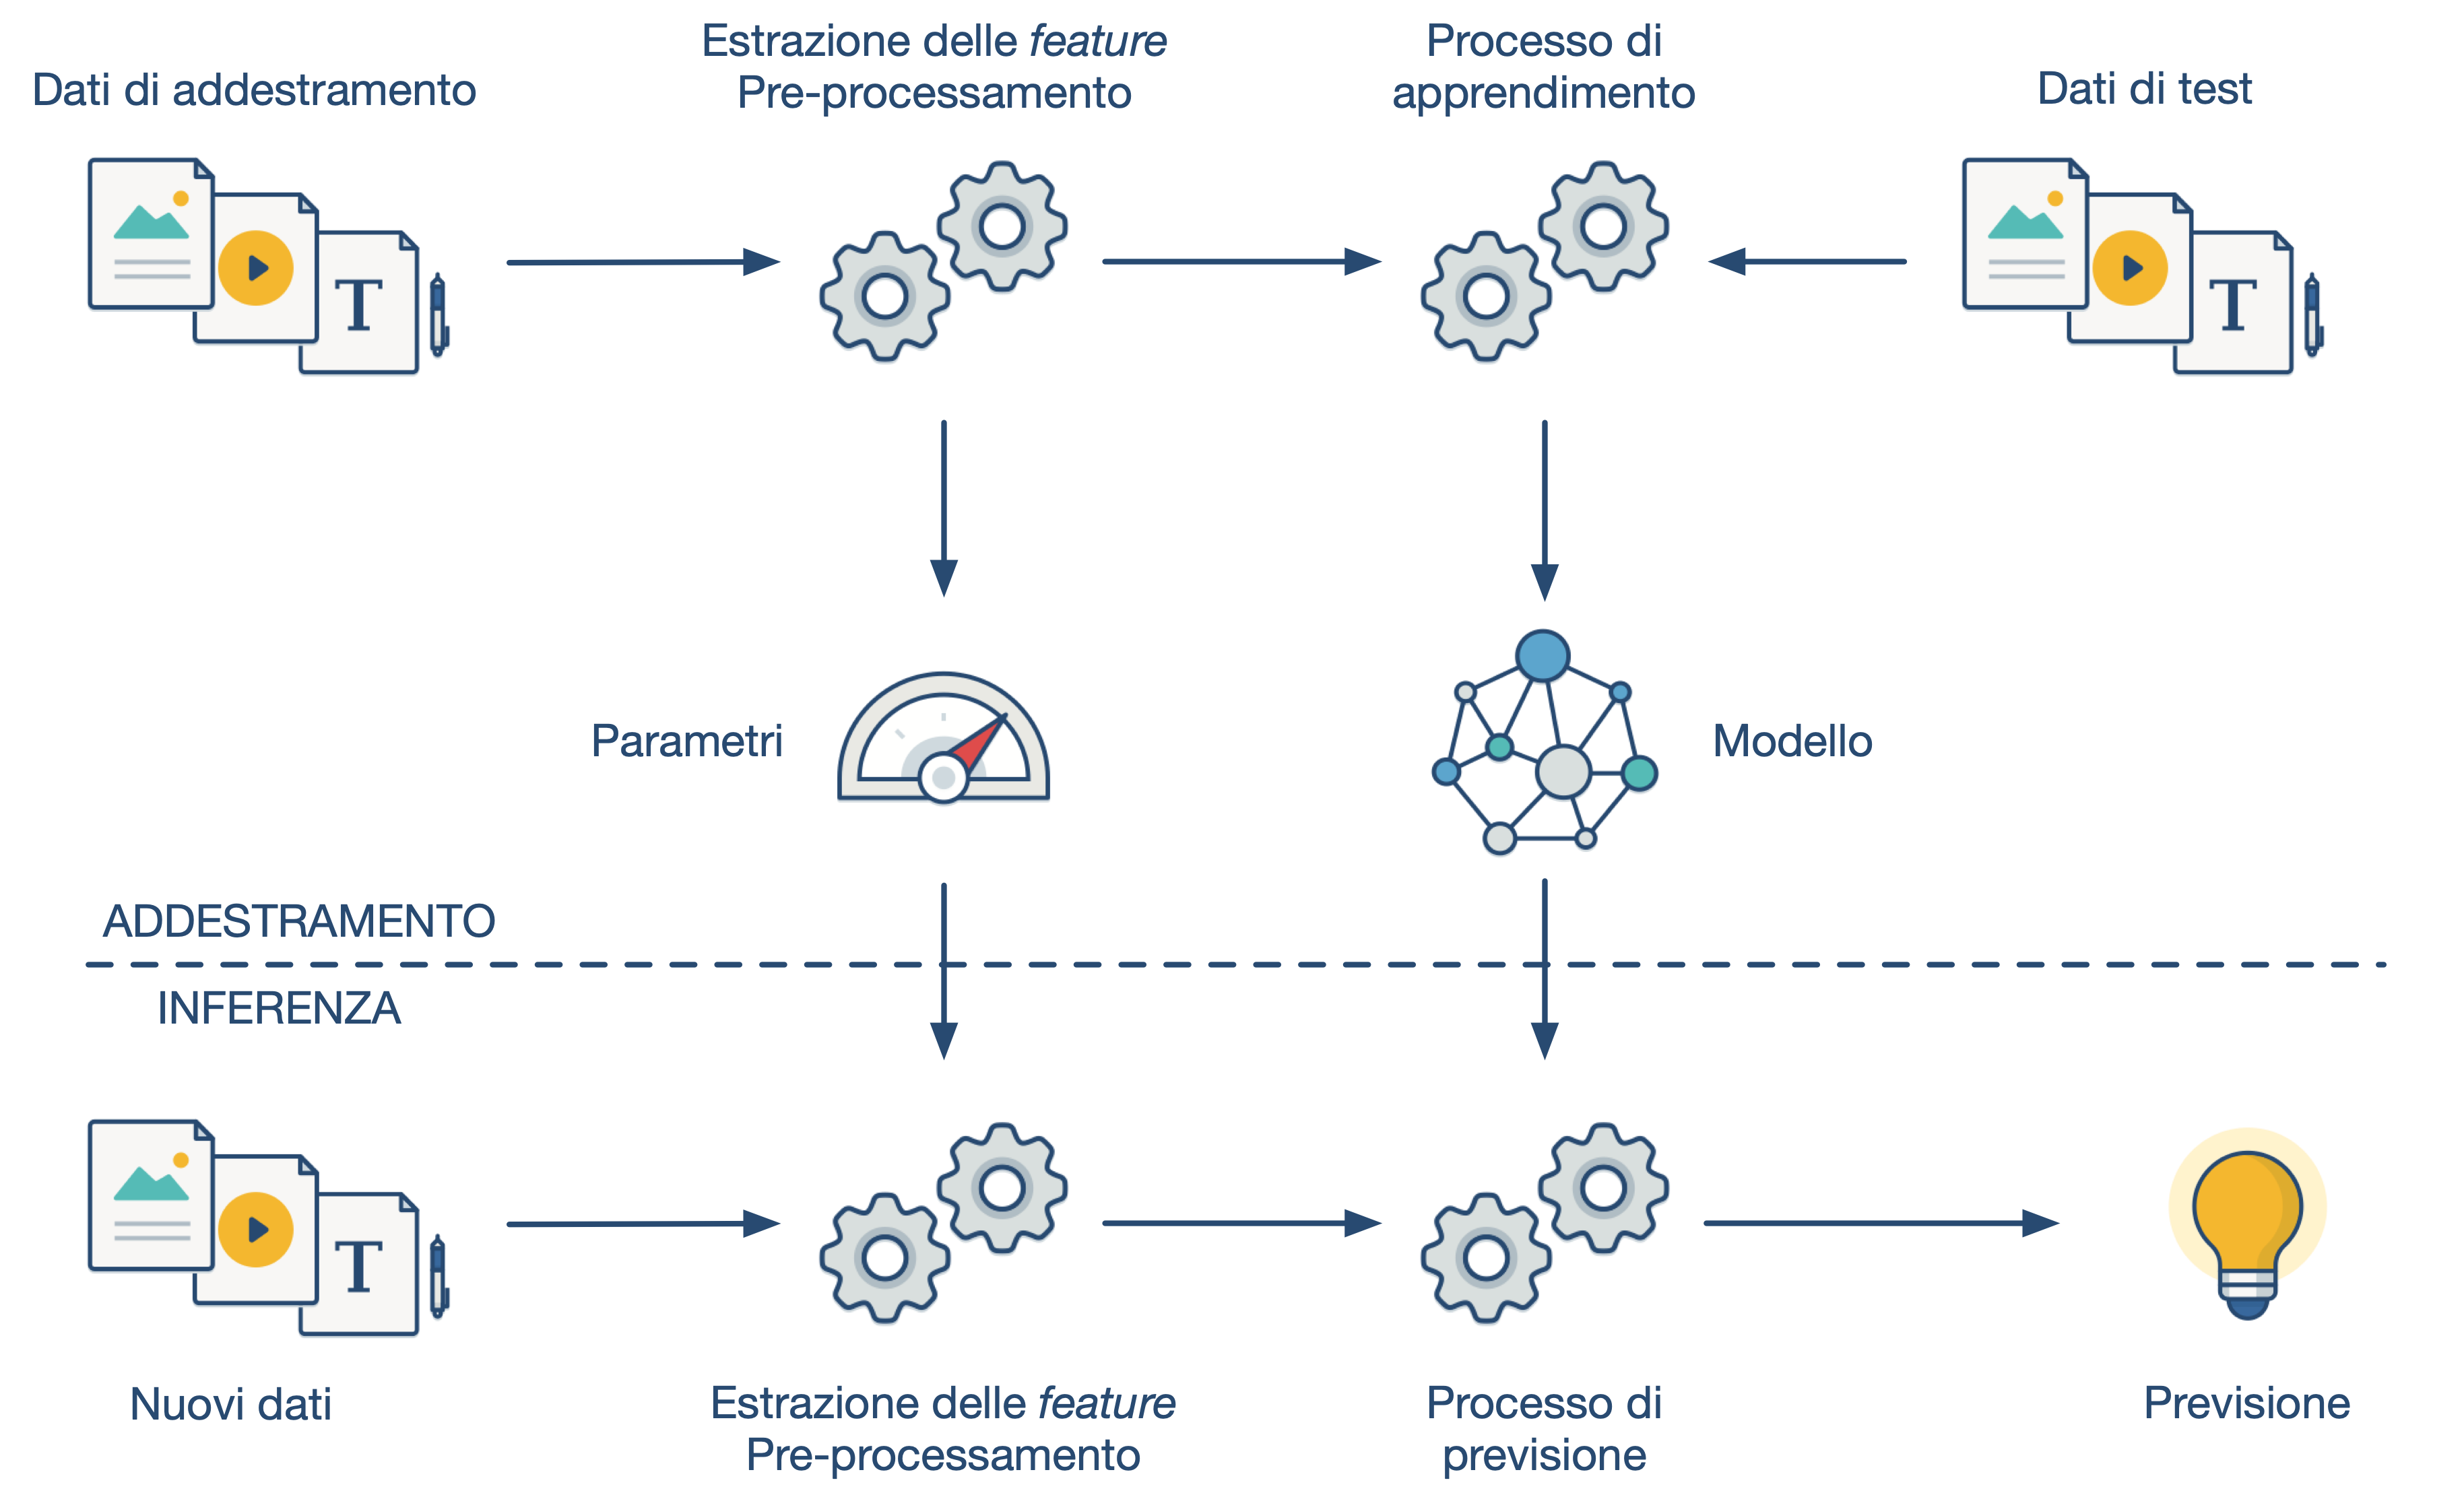 Dati di addestramento
Estrazione delle feature
Pre-processamento
Processo di
apprendimento
Dati di test
T
T
Parametri
Modello
ADDESTRAMENTO
INFERENZA
T
Nuovi dati
Estrazione delle feature
Pre-processamento
Processo di
previsione
Previsione